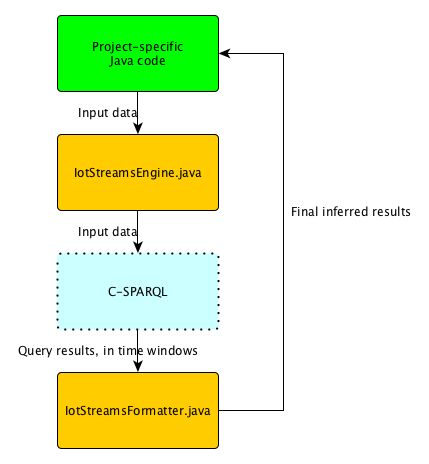 Project-specific
Java code
Input data
IotStreamsEngine.java
Input data
Final inferred results
C-SPARQL
Query results, in time windows
IotStreamsFormatter.java